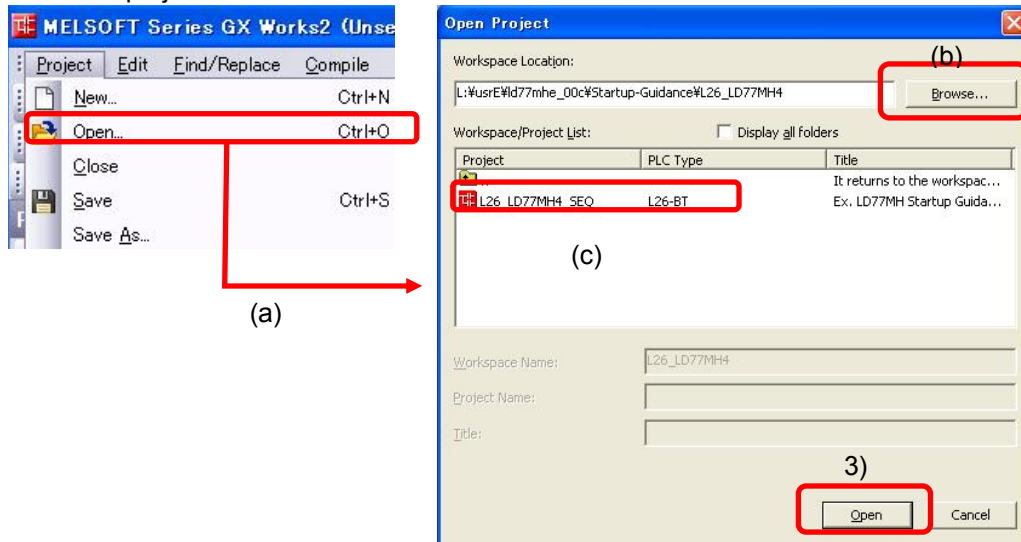 MELSOFT Series GX Works2 (Unse
Project Edit Find/Replace Compile
New... Ctrl+N
Open... Ctrl+O
Close
Save Ctrl+S
Save As...
(a)
Open Project
Workspace Location:
(b)
L:¥usrE¥ld77mhe_00c¥Startup-Guidance¥L26_LD77MH4
Browse...
Workspace/Project List:
Display all folders
Project PLC Type Title
.. It returns to the workspac...
L26_LD77MH4_SEQ L26-BT Ex. LD77MH Startup Guida...
(c)
Workspace Name: L26_LD77MH4
Project Name:
Title:
3)
Open Cancel